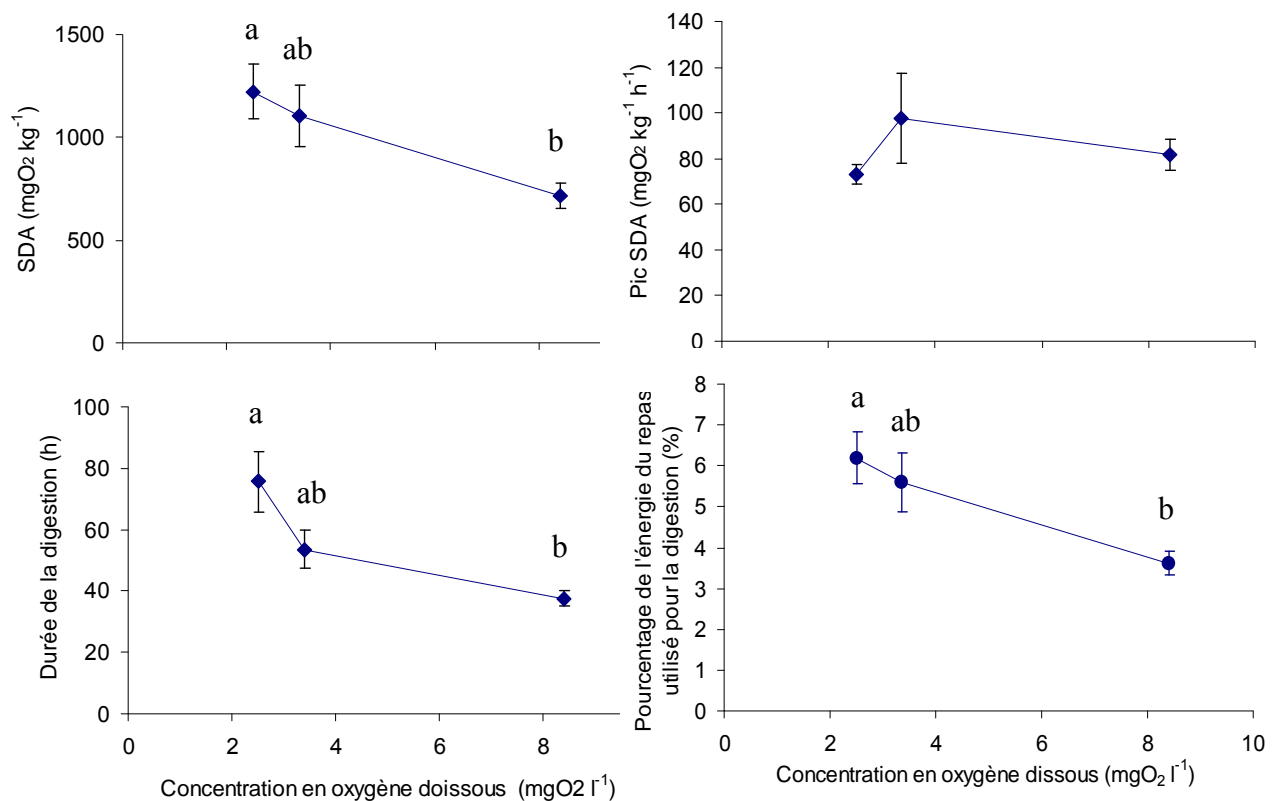 SDA (mgO2 kg-1)
1500
1000
500
0
a
ab
b
Pic SDA (mgO2 kg-1 h-1)
140
120
100
80
60
40
20
0
Durée de la digestion (h)
100
80
60
40
20
0
a
ab
b
0 2 4 6 8
Concentration en oxygène doissous (mgO2 l-1)
Pourcentage de l'énergie du repas
utilisé pour la digestion (%)
8
7
6
5
4
3
2
1
0
a
ab
b
0 2 4 6 8 10
Concentration en oxygène dissous (mgO2 l-1)